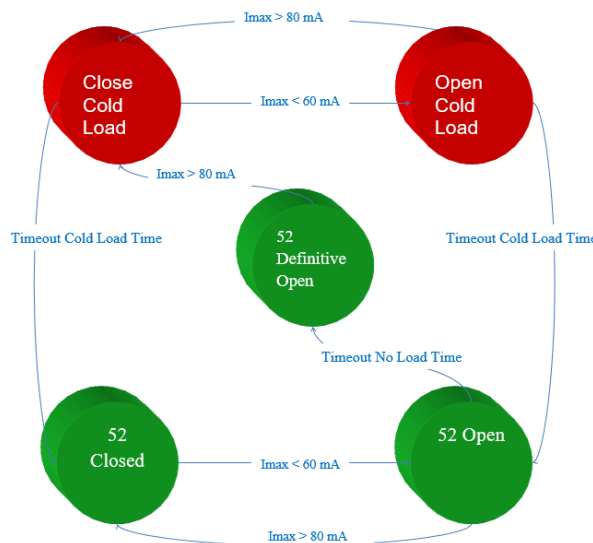 Imax > 80 mA
Close
Cold
Load
Imax < 60 mA
Open
Cold
Load
Imax > 80 mA
52
Definitive
Open
Timeout Cold Load Time
Timeout Cold Load Time
Timeout No Load Time
52
Closed
Imax < 60 mA
52 Open
Imax > 80 mA